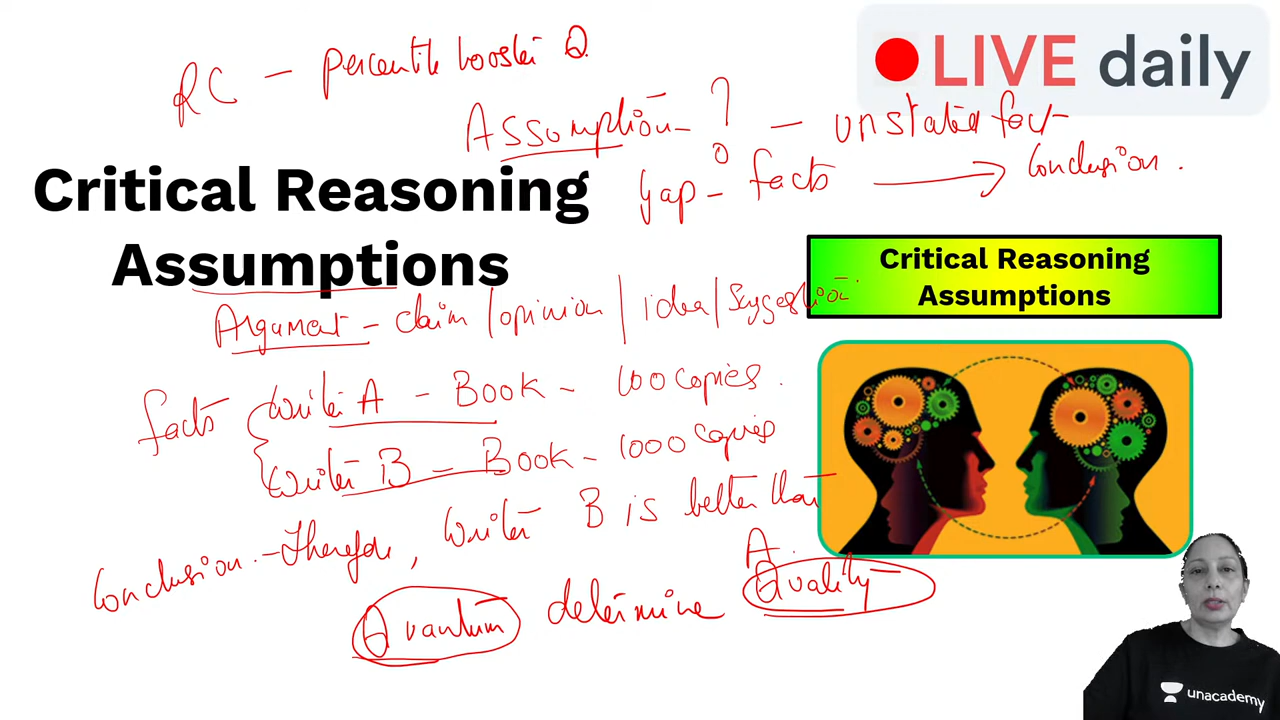 RC - Percentile booster Q
LIVE daily
Assumption ? - unstated fact
Gap - facts → Conclusion.
Critical Reasoning
Assumptions
Critical Reasoning
Assumptions
Argument - claim / opinion / idea / suggestion.
facts { Writer A - Book - 100 copies.
Writer B = Book - 1000 copies
Conclusion. - Therefore, Writer B is better than
A.
Quantum determine Quality
unacademy